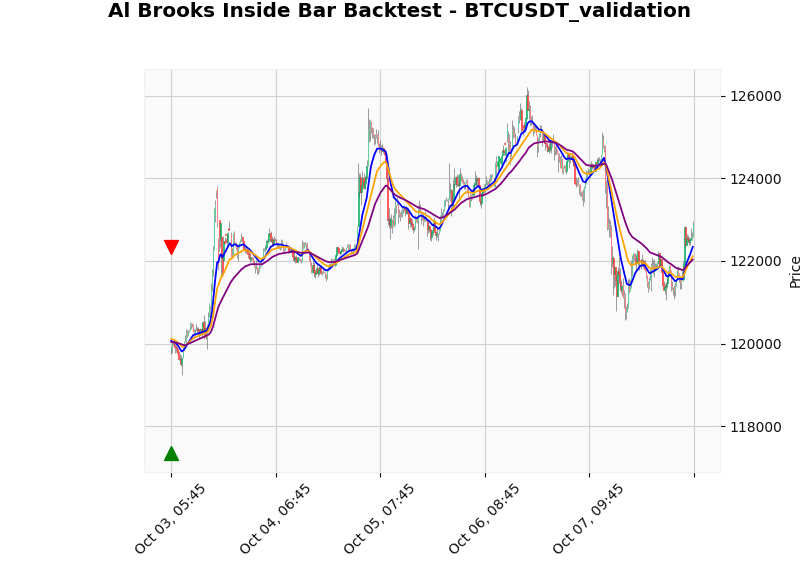 Al Brooks Inside Bar Backtest - BTCUSDT_validation
126000
124000
122000
120000
118000
Price
Oct 03, 05:45
Oct 04, 06:45
Oct 05, 07:45
Oct 06, 08:45
Oct 07, 09:45